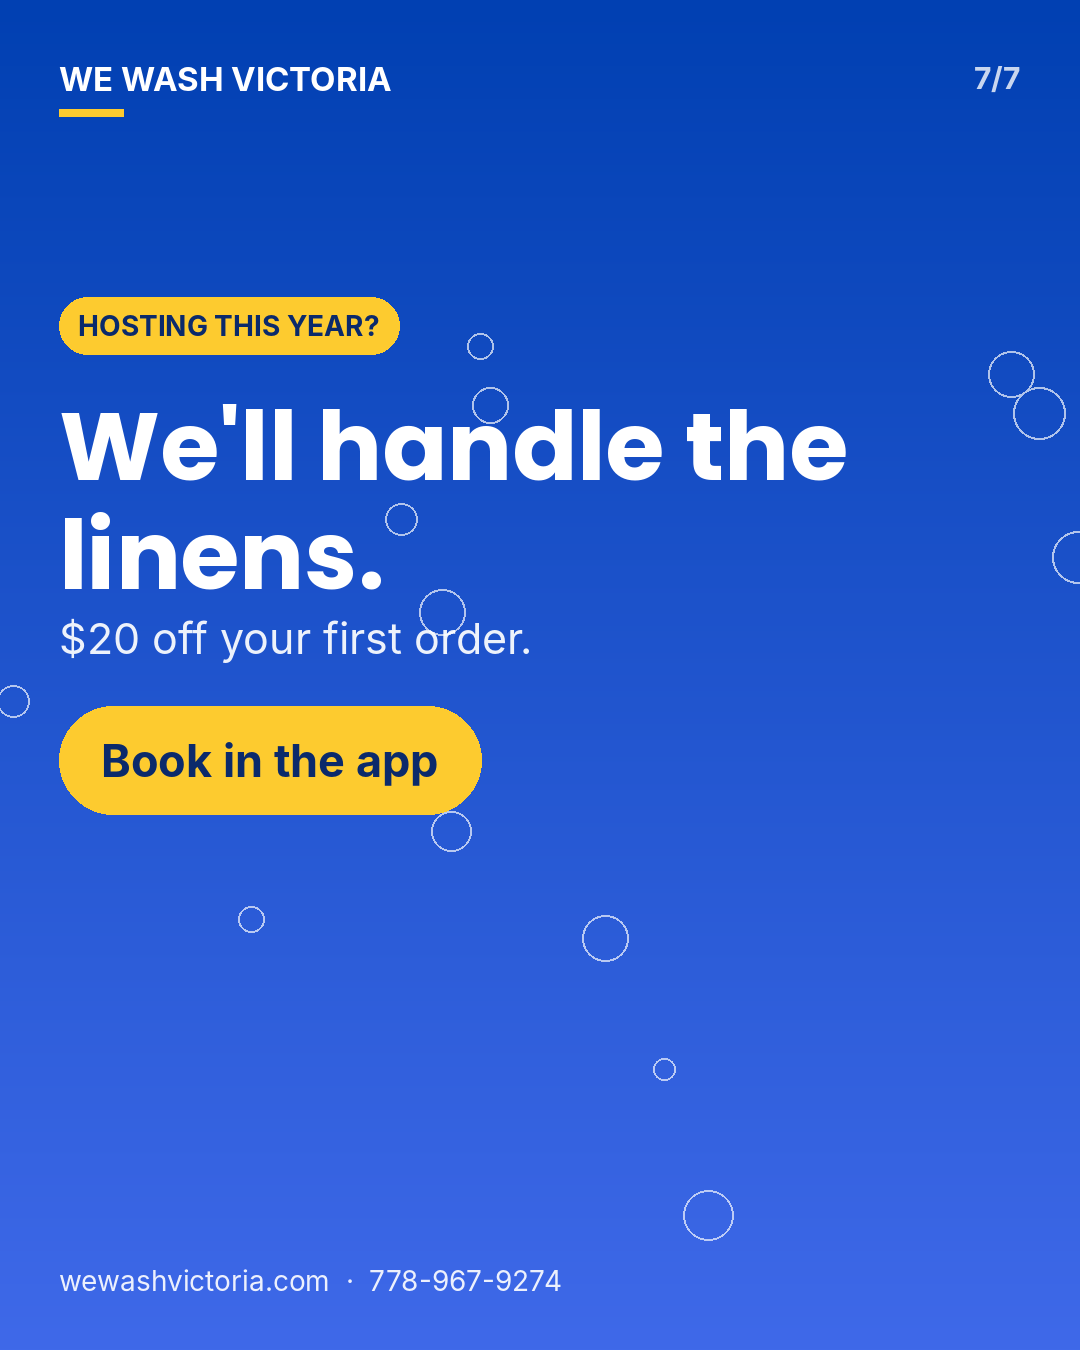 WE WASH VICTORIA
7/7
HOSTING THIS YEAR?
We'll handle the
linens.
$20 off your first order.
Book in the app
wewashvictoria.com · 778-967-9274